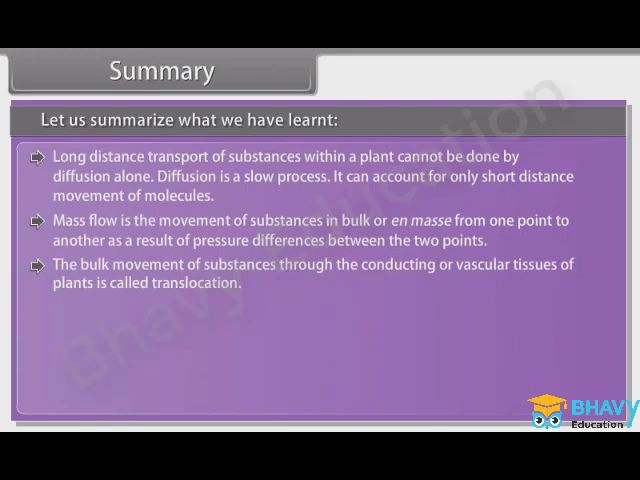 Summary
Let us summarize what we have learnt:
Long distance transport of substances within a plant cannot be done by
diffusion alone. Diffusion is a slow process. It can account for only short distance
movement of molecules.
Mass flow is the movement of substances in bulk or en masse from one point to
another as a result of pressure differences between the two points.
The bulk movement of substances through the conducting or vascular tissues of
plants is called translocation.
Bhavy Education
BHAVY
Education